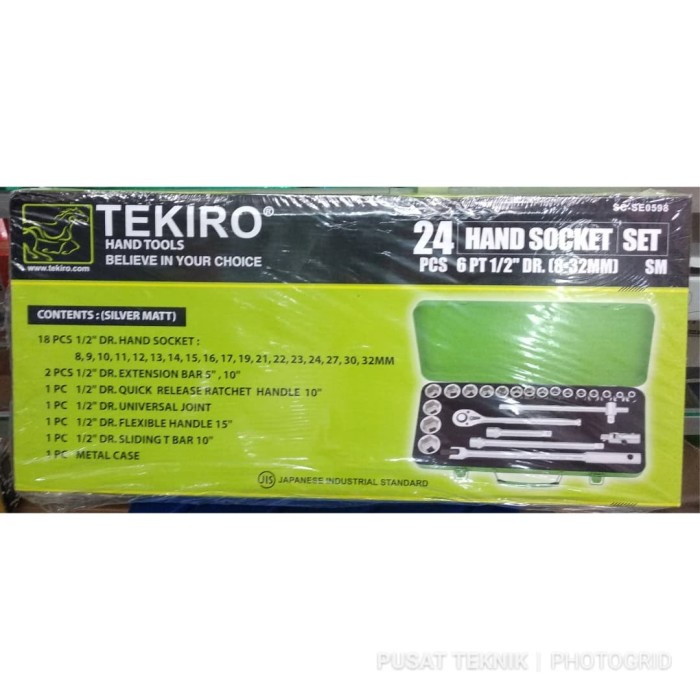 SC-SE0598
TEKIRO®
HAND TOOLS
BELIEVE IN YOUR CHOICE
www.tekiro.com
24 HAND SOCKET SET
PCS 6 PT 1/2" DR. (8-32MM) SM
CONTENTS : (SILVER MATT)
18 PCS 1/2" DR. HAND SOCKET :
8, 9, 10, 11, 12, 13, 14, 15, 16, 17, 19, 21, 22, 23, 24, 27, 30, 32MM
2 PCS 1/2" DR. EXTENSION BAR 5" , 10"
1 PC 1/2" DR. QUICK RELEASE RATCHET HANDLE 10"
1 PC 1/2" DR. UNIVERSAL JOINT
1 PC 1/2" DR. FLEXIBLE HANDLE 15"
1 PC 1/2" DR. SLIDING T BAR 10"
1 PC METAL CASE
JIS JAPANESE INDUSTRIAL STANDARD
PUSAT TEKNIK | PHOTOGRID